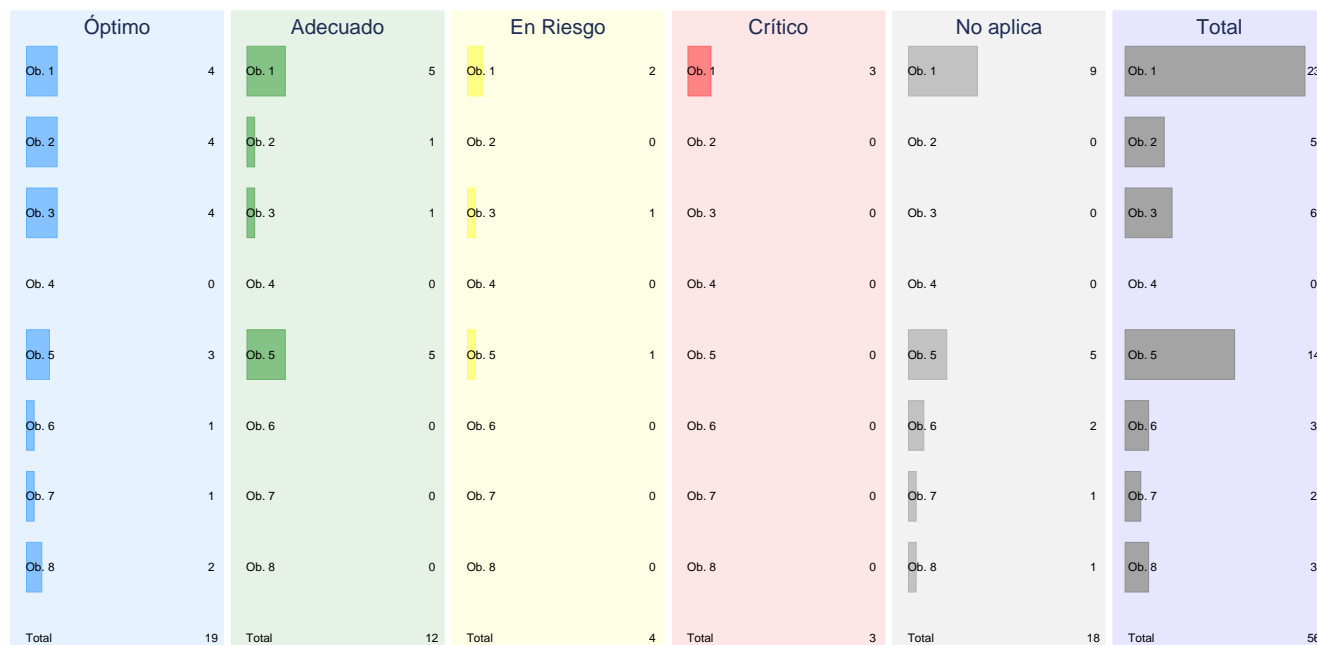 Óptimo Adecuado En Riesgo Crítico No aplica Total
Ob. 1 4 Ob. 1 5 Ob. 1 2 Ob. 1 3 Ob. 1 9 Ob. 1 23
Ob. 2 4 Ob. 2 1 Ob. 2 0 Ob. 2 0 Ob. 2 0 Ob. 2 5
Ob. 3 4 Ob. 3 1 Ob. 3 1 Ob. 3 0 Ob. 3 0 Ob. 3 6
Ob. 4 0 Ob. 4 0 Ob. 4 0 Ob. 4 0 Ob. 4 0 Ob. 4 0
Ob. 5 3 Ob. 5 5 Ob. 5 1 Ob. 5 0 Ob. 5 5 Ob. 5 14
Ob. 6 1 Ob. 6 0 Ob. 6 0 Ob. 6 0 Ob. 6 2 Ob. 6 3
Ob. 7 1 Ob. 7 0 Ob. 7 0 Ob. 7 0 Ob. 7 1 Ob. 7 2
Ob. 8 2 Ob. 8 0 Ob. 8 0 Ob. 8 0 Ob. 8 1 Ob. 8 3
Total 19 Total 12 Total 4 Total 3 Total 18 Total 56